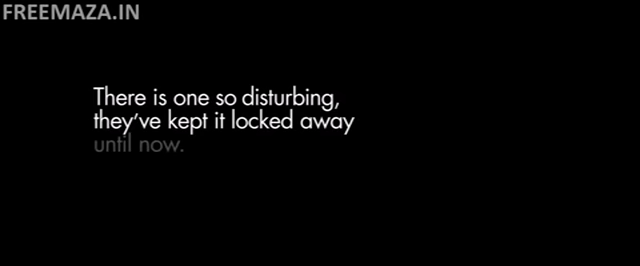 FREEMAZA.IN
There is one so disturbing,
they've kept it locked away
until now.